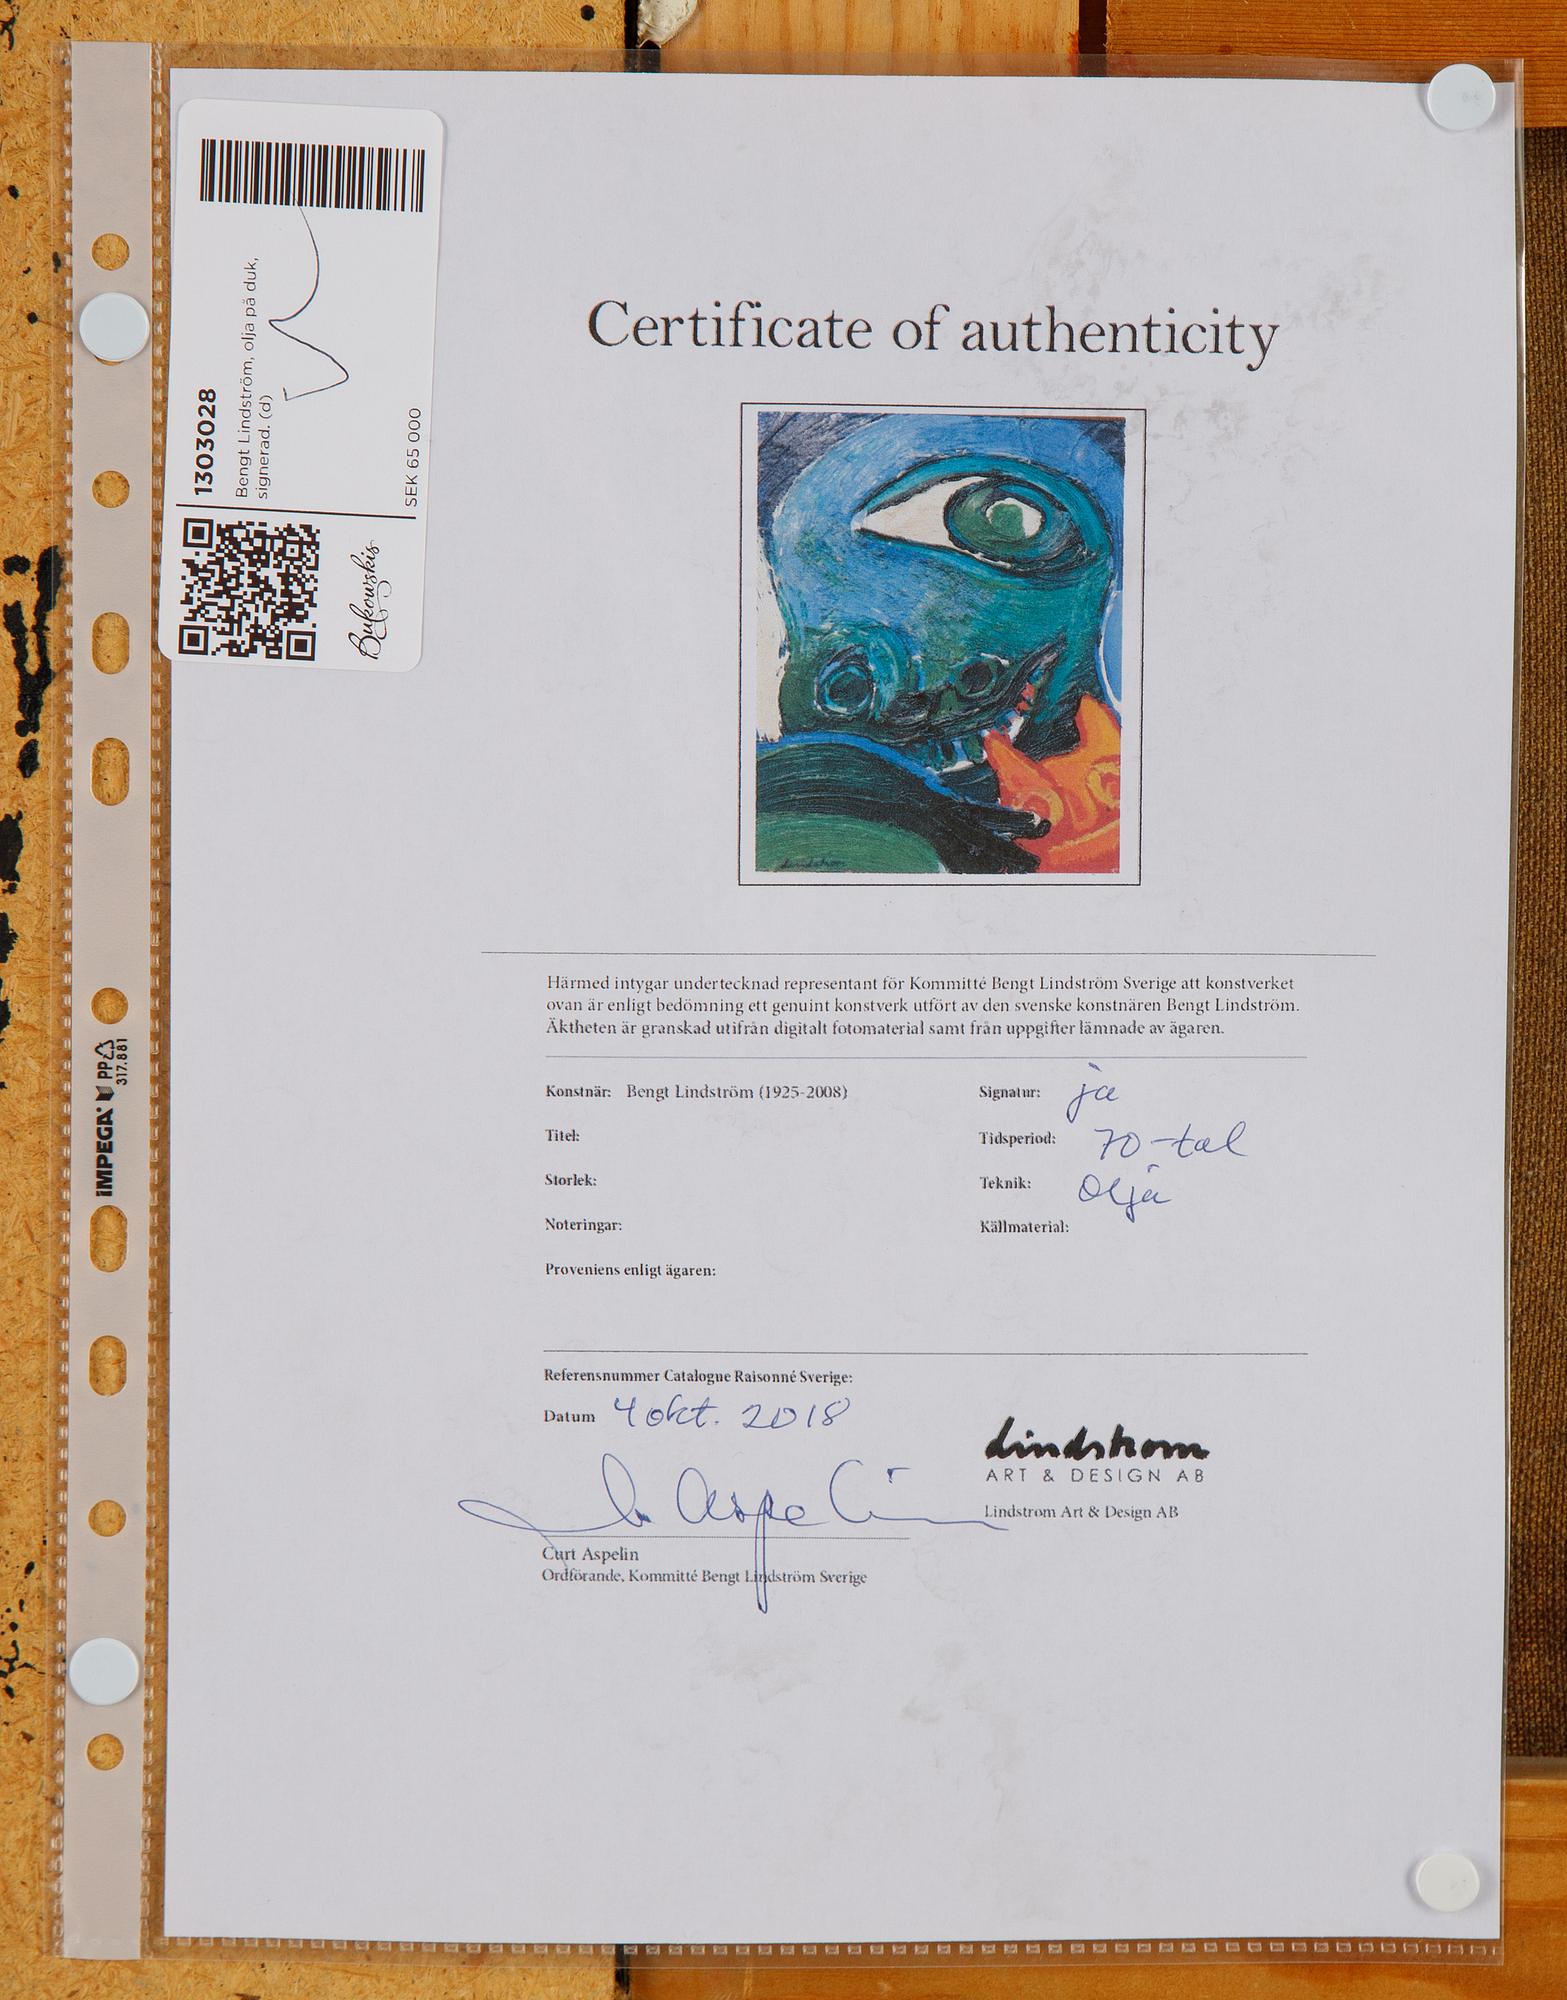 1303028
Bengt Lindström, olja på duk,
signerad. (d)
SEK 65 000
Bukowskis
Certificate of authenticity
Lindstrom
Härmed intygar undertecknad representant för Kommitté Bengt Lindström Sverige att konstverket
ovan är enligt bedömning ett genuint konstverk utfört av den svenske konstnären Bengt Lindström.
Äktheten är granskad utifrån digitalt fotomaterial samt från uppgifter lämnade av ägaren.
Konstnär: Bengt Lindström (1925-2008)
Titel:
Storlek:
Noteringar:
Proveniens enligt ägaren:
Signatur: ja
Tidsperiod: 70-tal
Teknik: Olja
Källmaterial:
Referensnummer Catalogue Raisonné Sverige:
Datum 4 okt. 2018
Aspelin
Curt Aspelin
Ordförande, Kommitté Bengt Lindström Sverige
Lindstrom
ART & DESIGN AB
Lindstrom Art & Design AB
IMPEGA PP
317.881